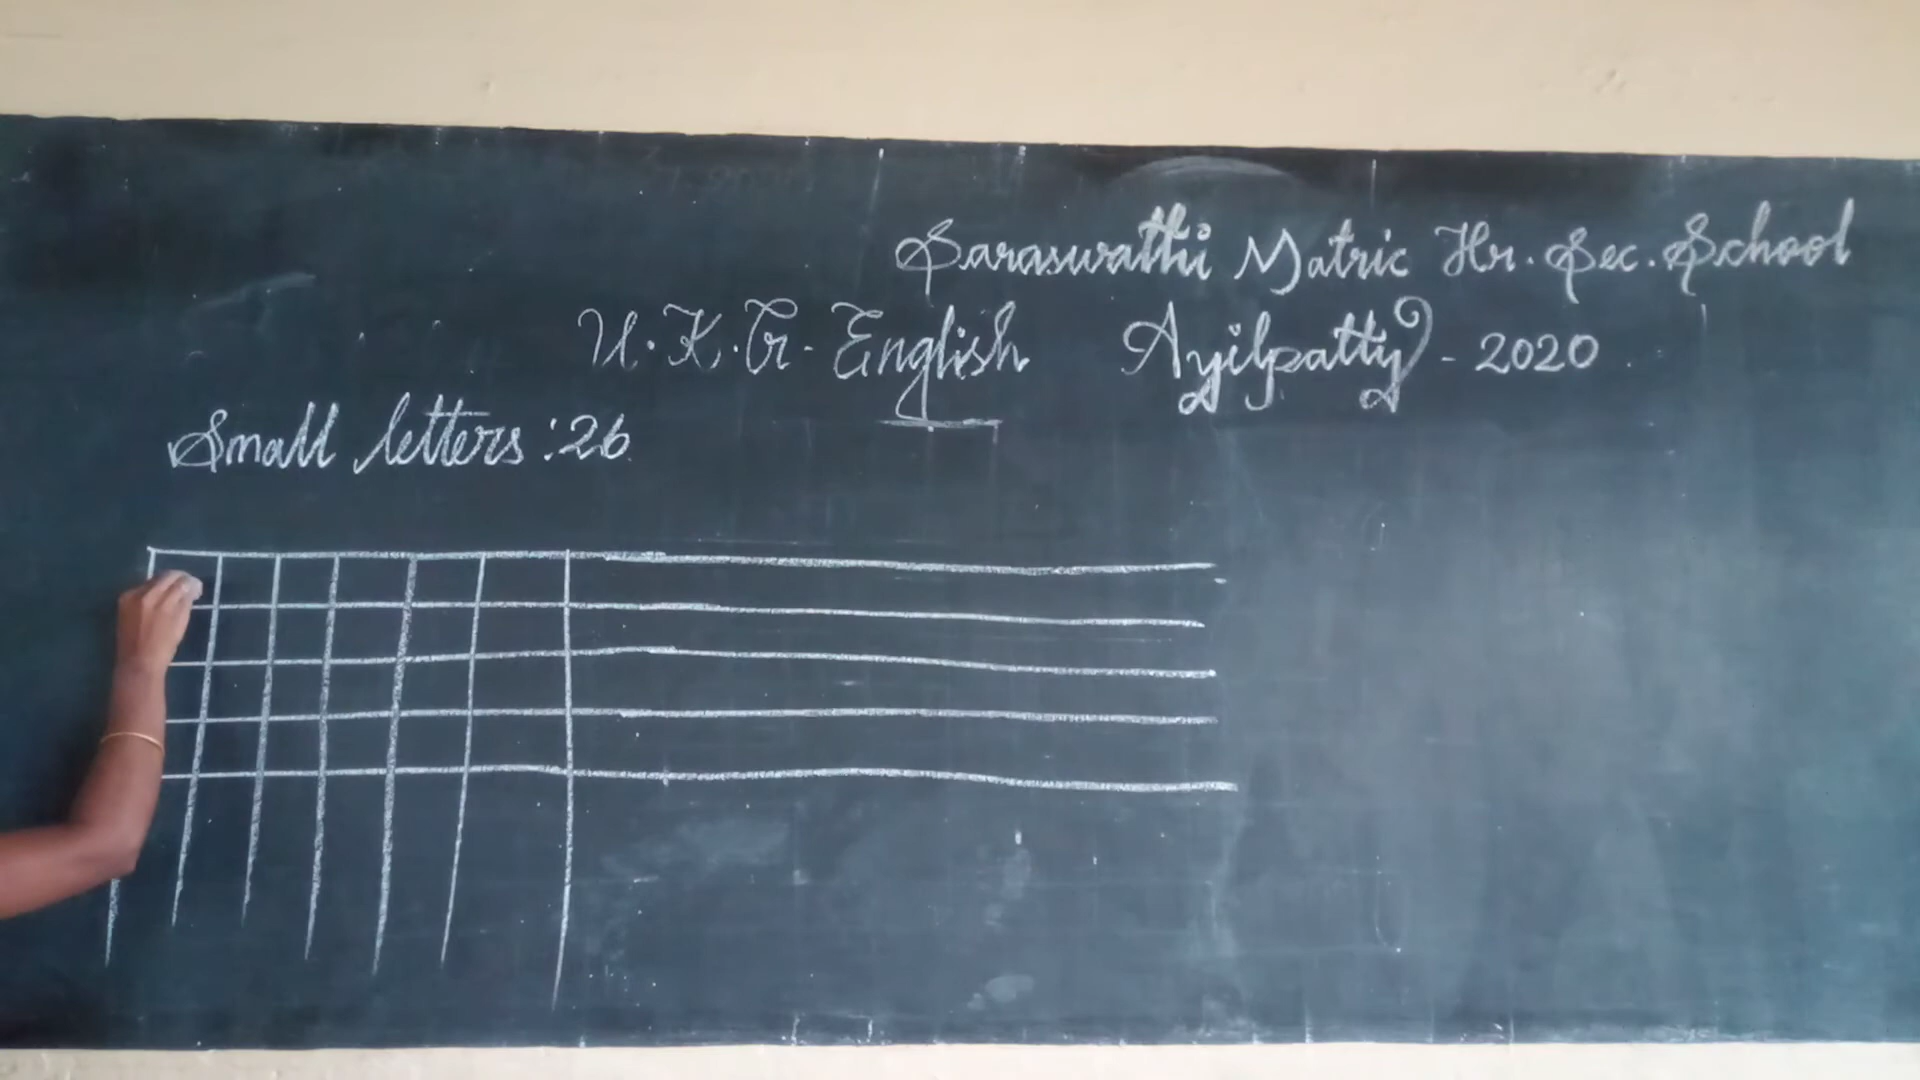 Saraswathi Matric Hr. Sec. School
U.K.G - English Ayilpatty - 2020
Small letters : 26